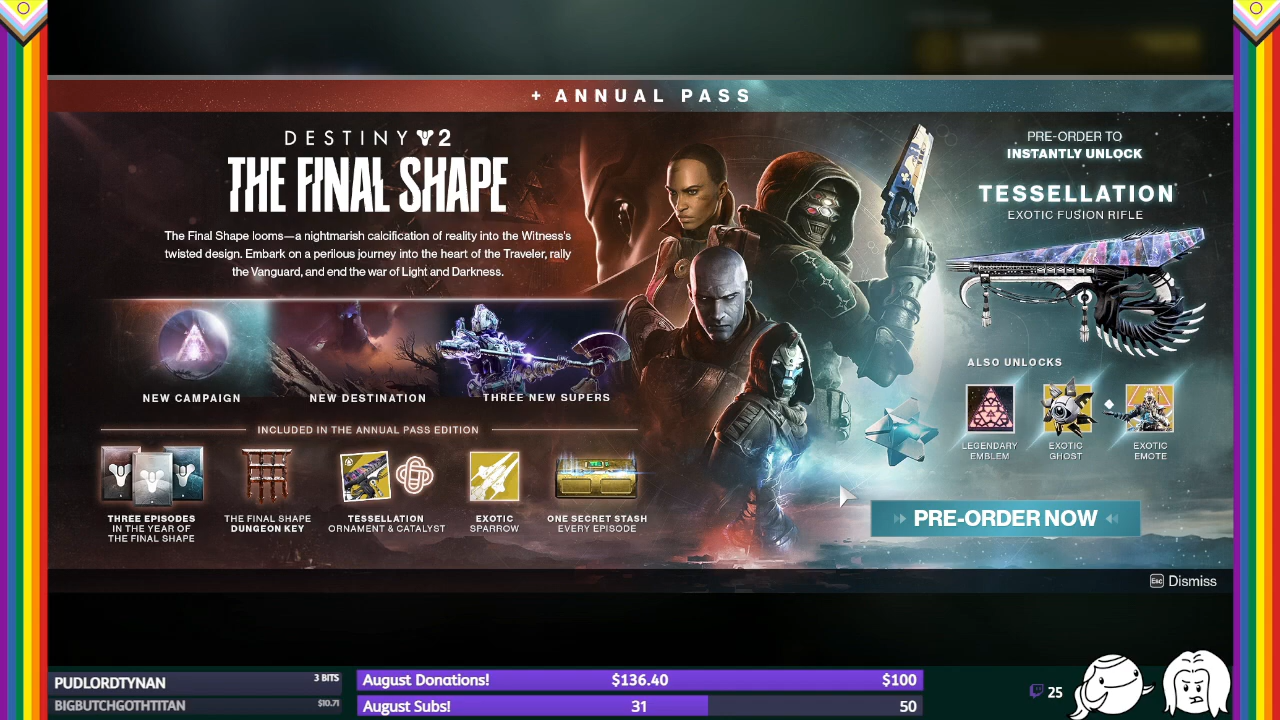 + ANNUAL PASS
DESTINY 2
THE FINAL SHAPE
The Final Shape looms—a nightmarish calcification of reality into the Witness's
twisted design. Embark on a perilous journey into the heart of the Traveler, rally
the Vanguard, and end the war of Light and Darkness.
NEW CAMPAIGN
NEW DESTINATION
THREE NEW SUPERS
INCLUDED IN THE ANNUAL PASS EDITION
THREE EPISODES
IN THE YEAR OF
THE FINAL SHAPE
THE FINAL SHAPE
DUNGEON KEY
TESSELLATION
ORNAMENT & CATALYST
EXOTIC
SPARROW
ONE SECRET STASH
EVERY EPISODE
PRE-ORDER TO
INSTANTLY UNLOCK
TESSELLATION
EXOTIC FUSION RIFLE
ALSO UNLOCKS
LEGENDARY
EMBLEM
EXOTIC
GHOST
EXOTIC
EMOTE
PRE-ORDER NOW
Esc Dismiss
PUDLORDTYNAN 3 BITS
BIGBUTCHGOTHTITAN $10.71
August Donations! $136.40 $100
August Subs! 31 50
25